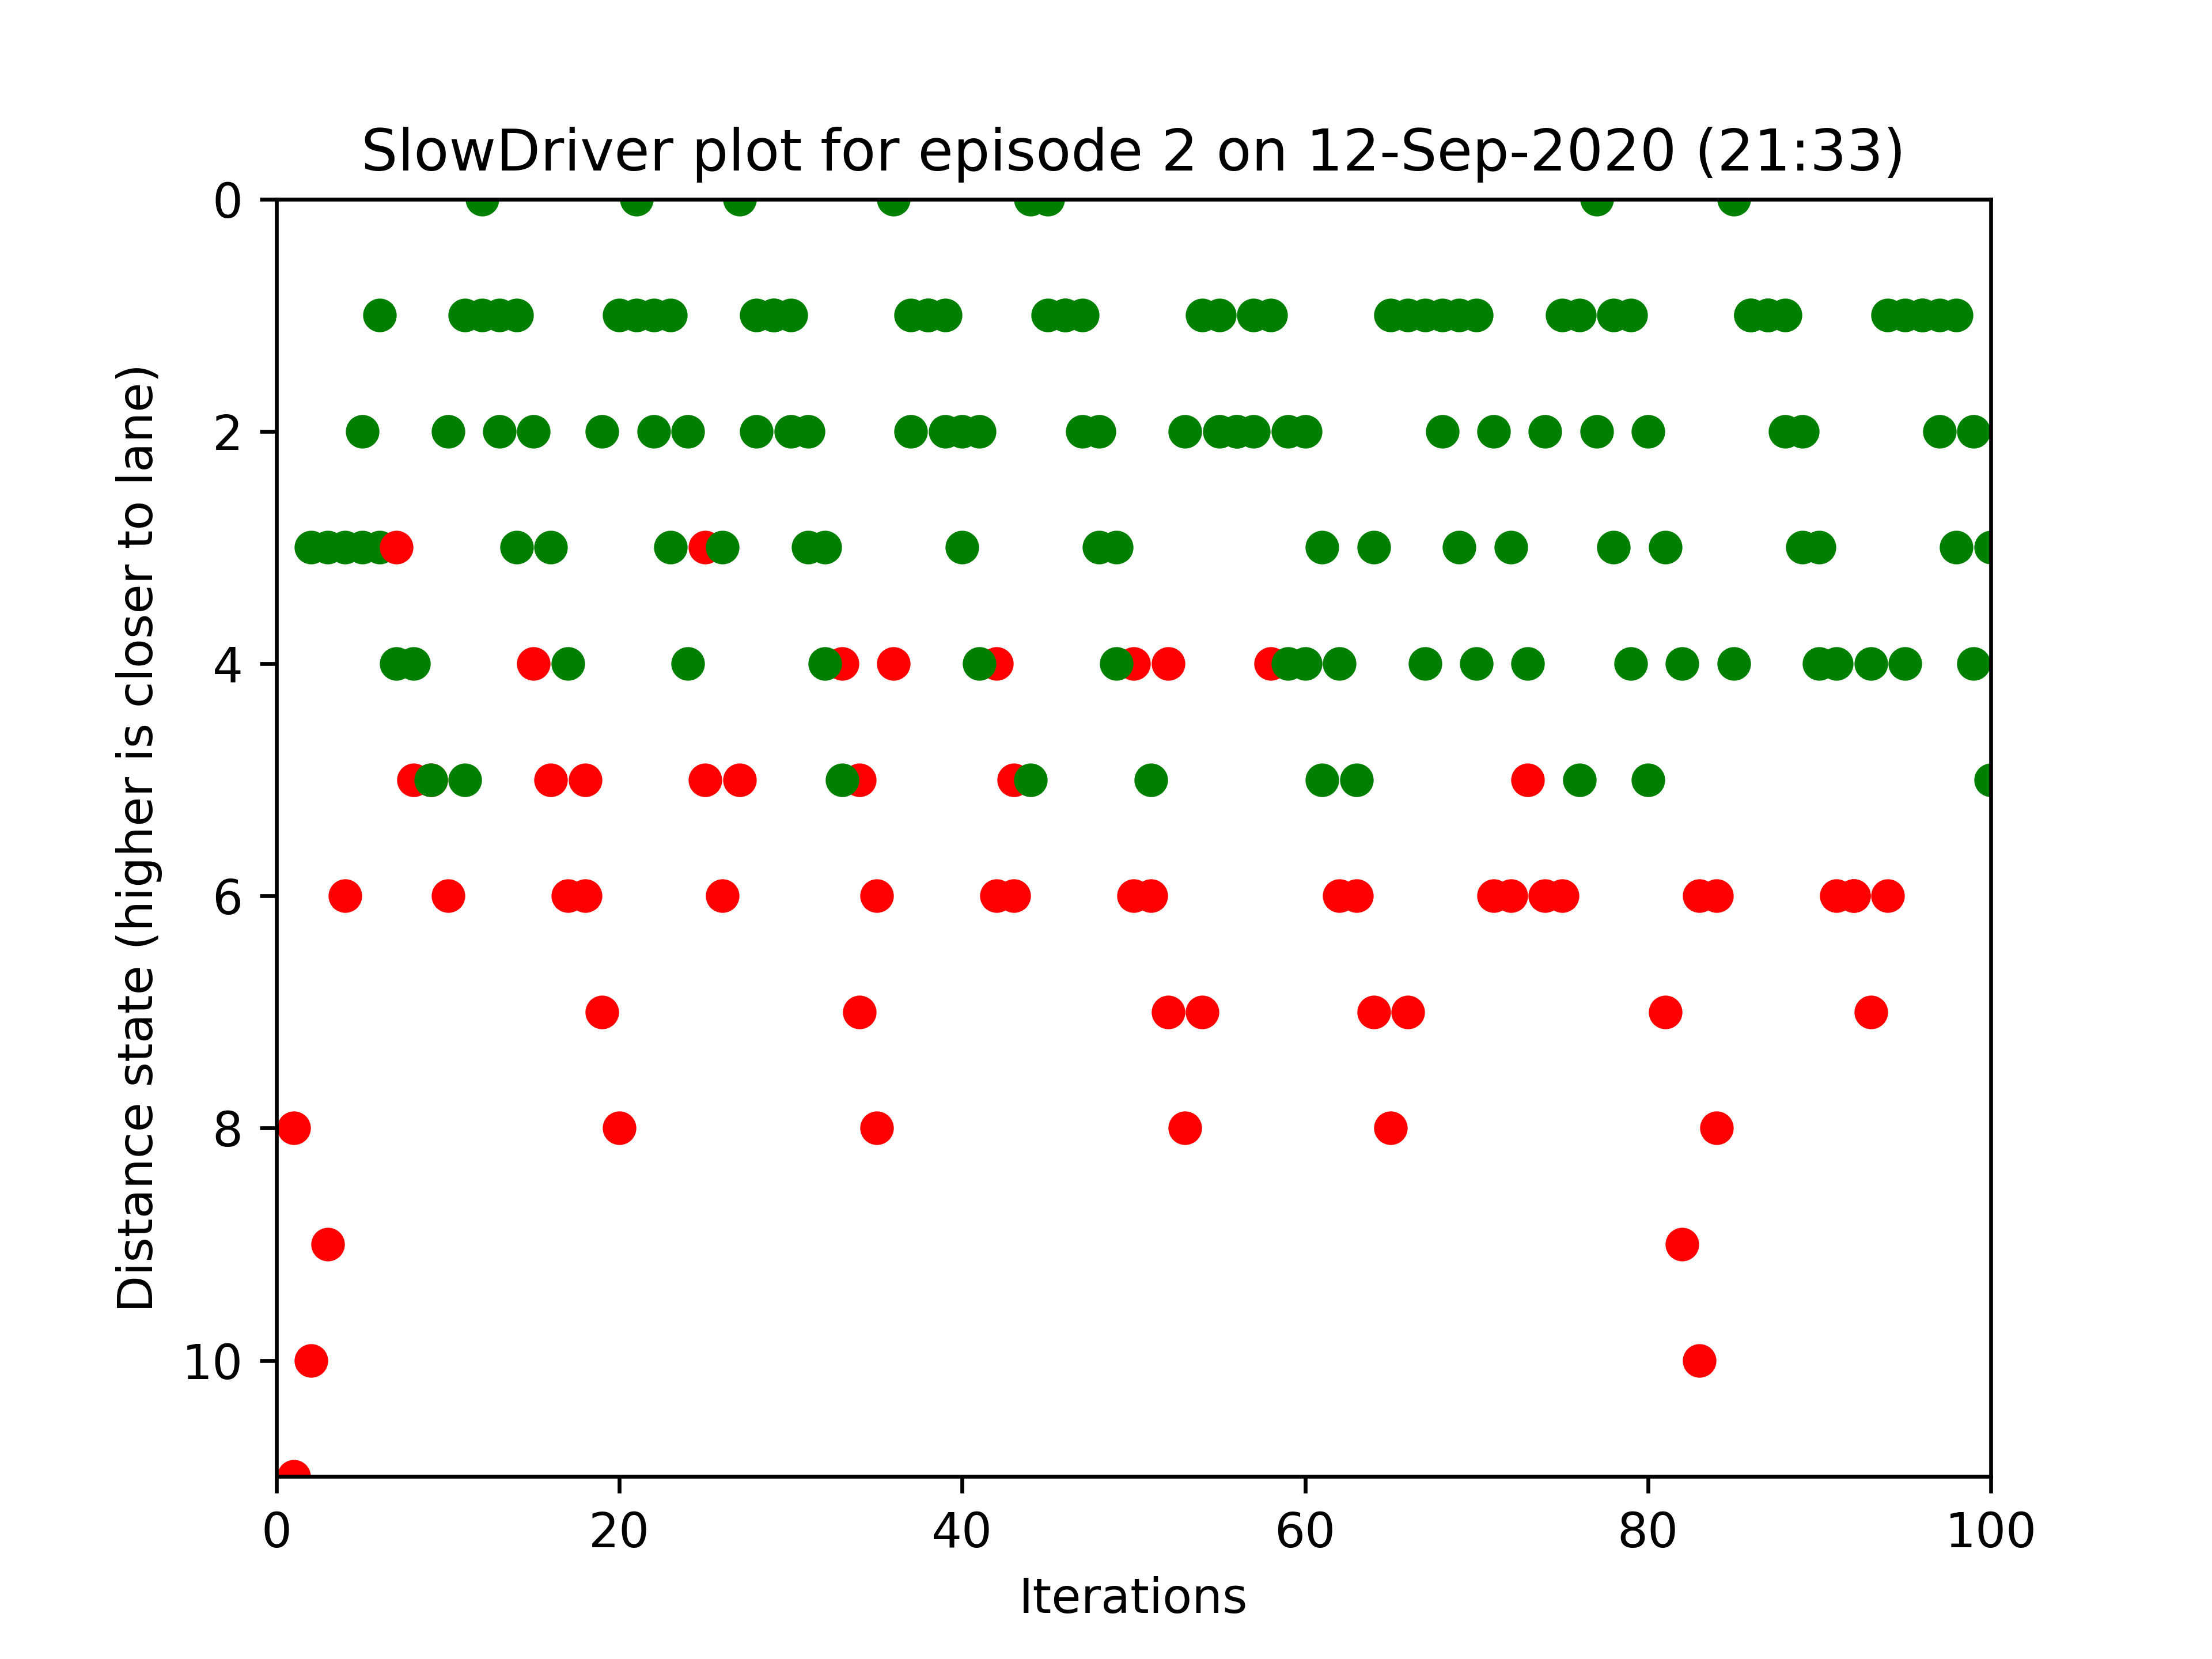 SlowDriver plot for episode 2 on 12-Sep-2020 (21:33)
Distance state (higher is closer to lane)
0
2
4
6
8
10
0 20 40 60 80 100
Iterations